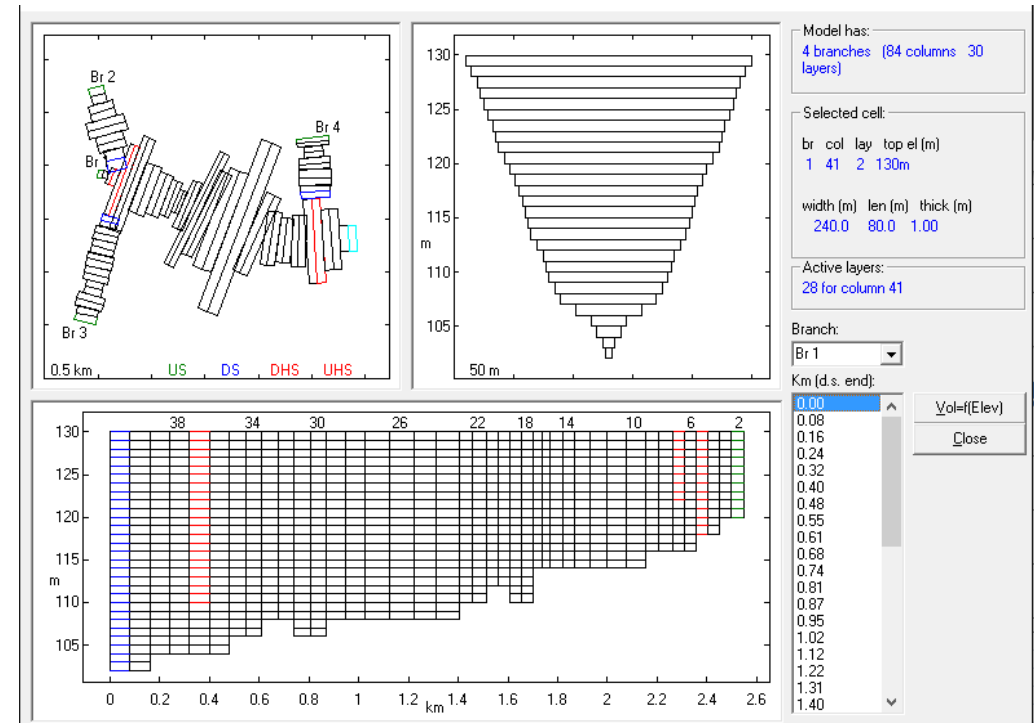 Br 2
Br 4
Br
Br 3
0.5 km US DS DHS UHS
130
125
120
115
m
110
105
50 m
38 34 30 26 22 18 14 10 6 2
130
125
120
115
m
110
105
0 0.2 0.4 0.6 0.8 1 1.2 km 1.4 1.6 1.8 2 2.2 2.4 2.6
Model has:
4 branches (84 columns 30
layers)
Selected cell:
br col lay top el (m)
1 41 2 130m
width (m) len (m) thick (m)
240.0 80.0 1.00
Active layers:
28 for column 41
Branch:
Br 1
Km (d.s. end):
0.00
0.08
0.16
0.24
0.32
0.40
0.48
0.55
0.61
0.68
0.74
0.81
0.87
0.95
1.02
1.12
1.22
1.31
1.40
Vol=f(Elev)
Close